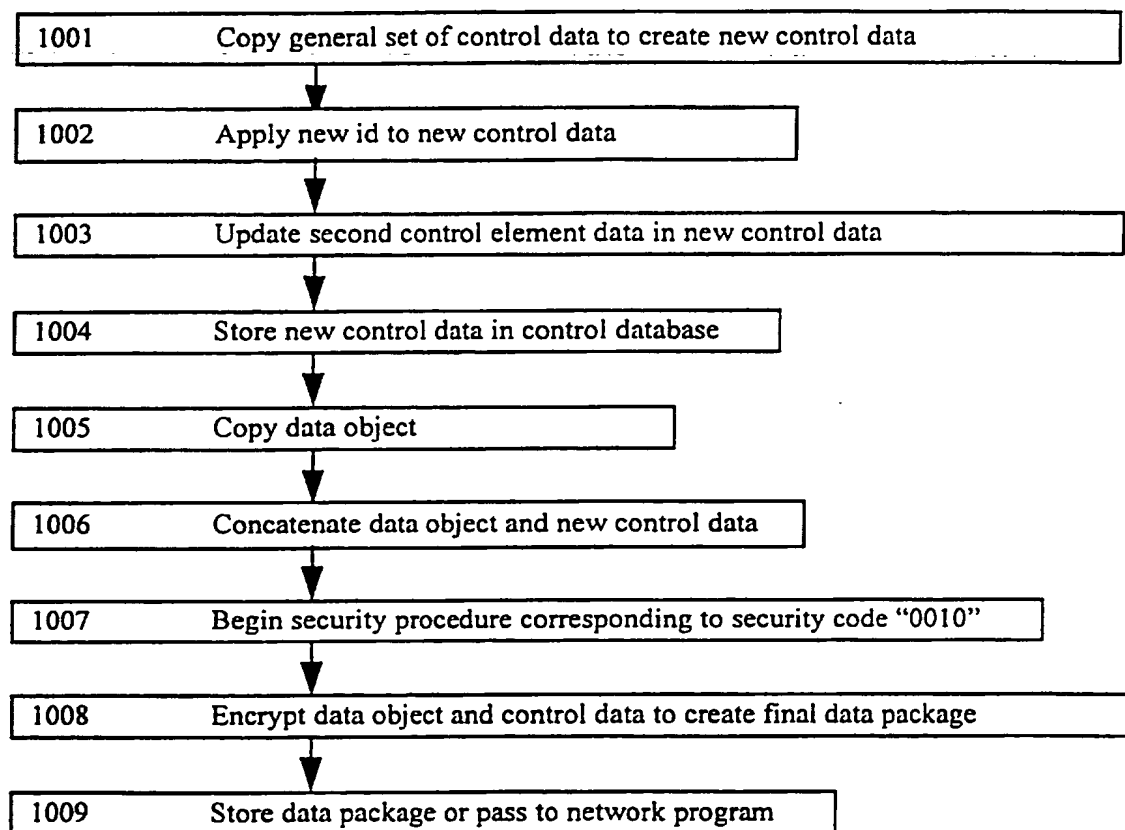 1001 Copy general set of control data to create new control data
1002 Apply new id to new control data
1003 Update second control element data in new control data
1004 Store new control data in control database
1005 Copy data object
1006 Concatenate data object and new control data
1007 Begin security procedure corresponding to security code “0010”
1008 Encrypt data object and control data to create final data package
1009 Store data package or pass to network program